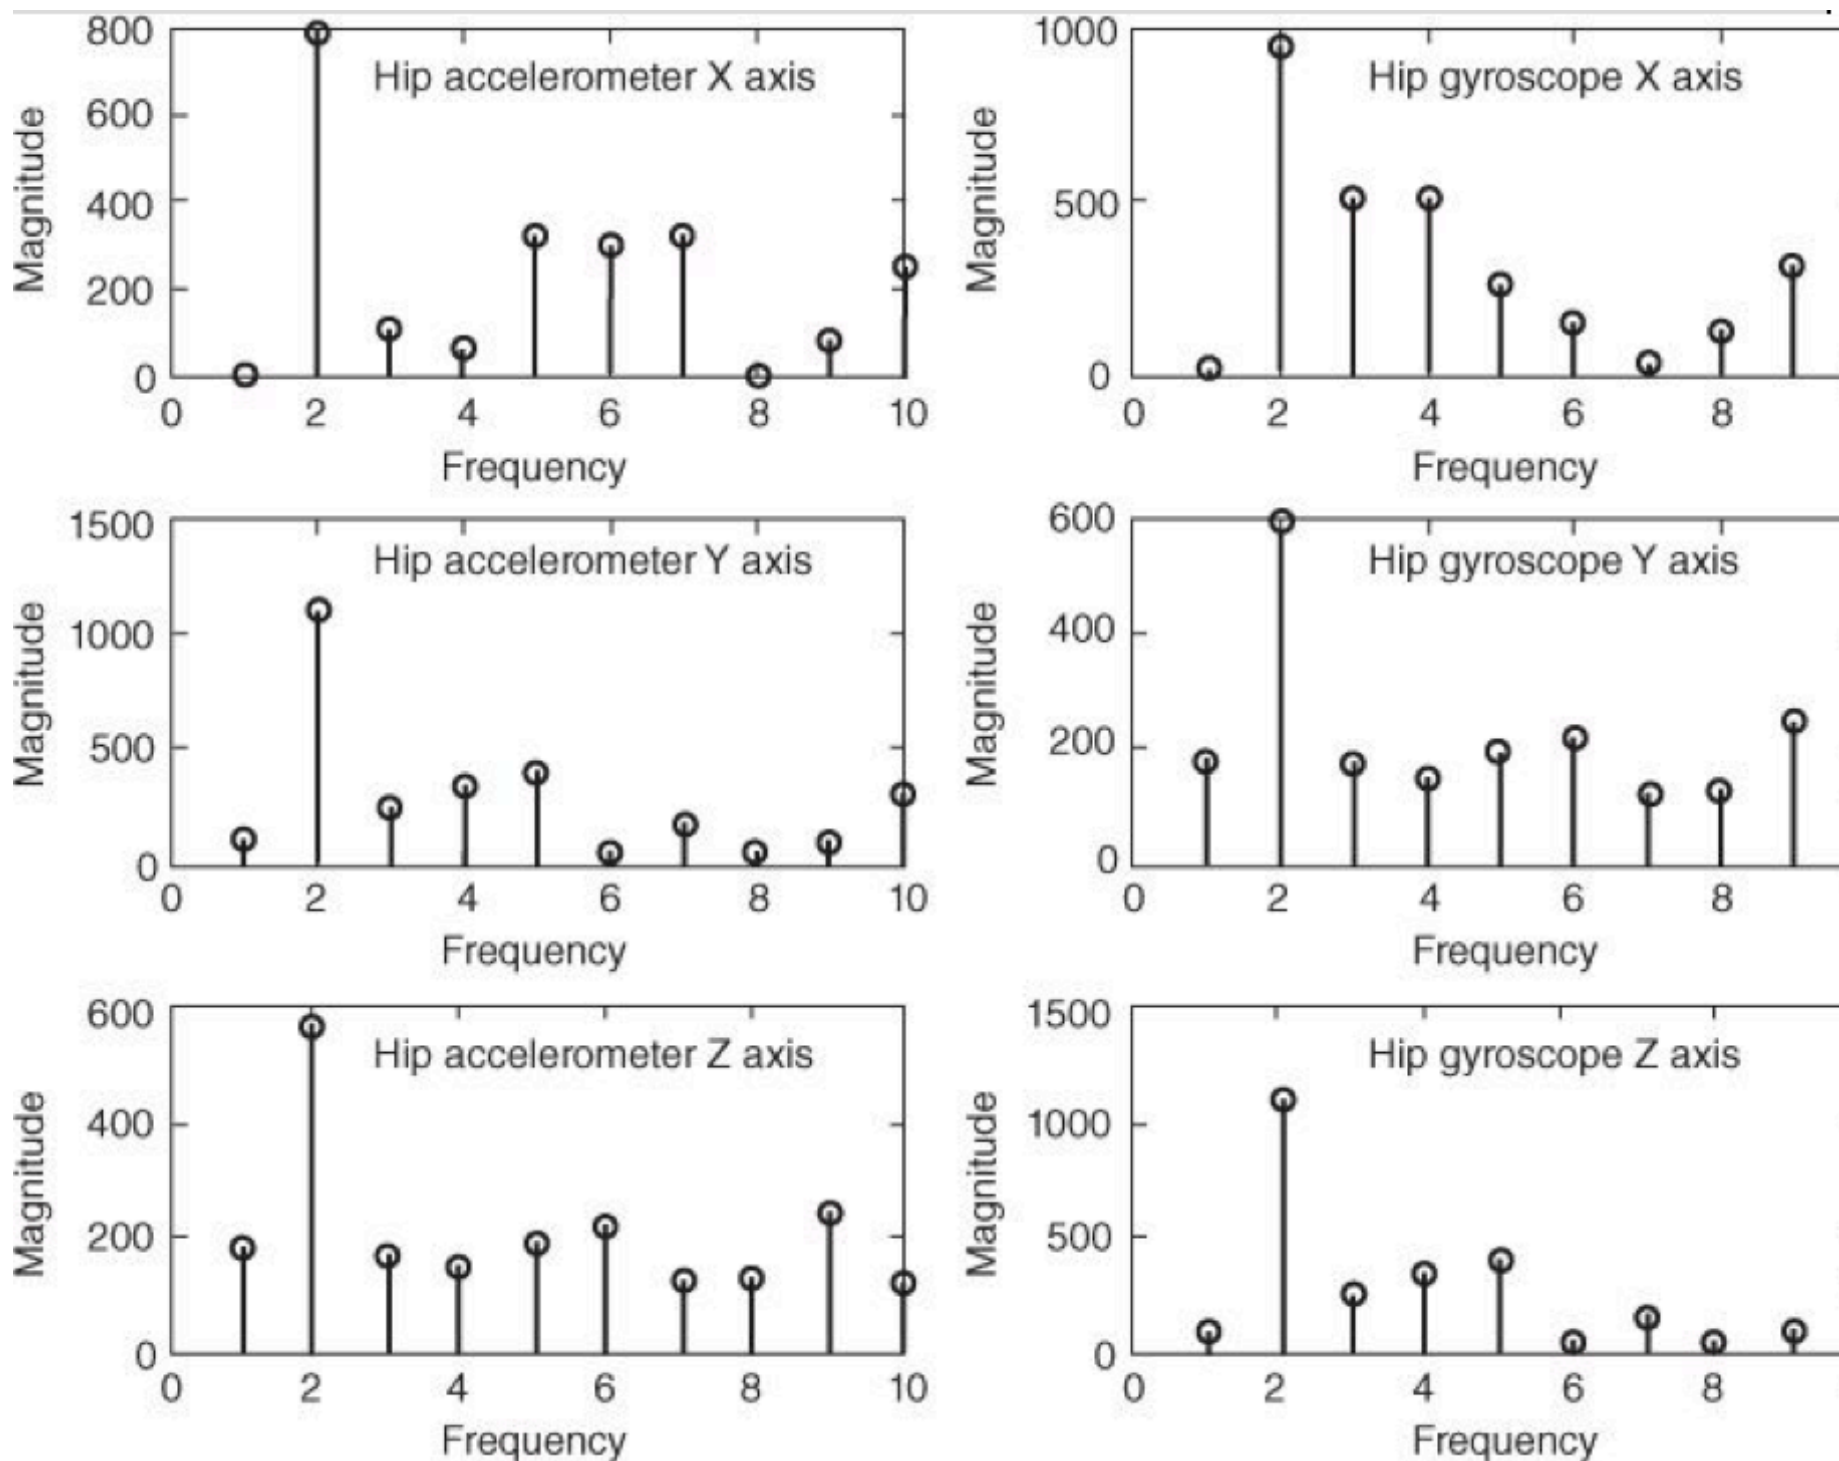 800
600
400
200
0
Magnitude
Hip accelerometer X axis
0 2 4 6 8 10
Frequency
1000
500
0
Magnitude
Hip gyroscope X axis
0 2 4 6 8
Frequency
1500
1000
500
0
Magnitude
Hip accelerometer Y axis
0 2 4 6 8 10
Frequency
600
400
200
0
Magnitude
Hip gyroscope Y axis
0 2 4 6 8
Frequency
600
400
200
0
Magnitude
Hip accelerometer Z axis
0 2 4 6 8 10
Frequency
1500
1000
500
0
Magnitude
Hip gyroscope Z axis
0 2 4 6 8
Frequency